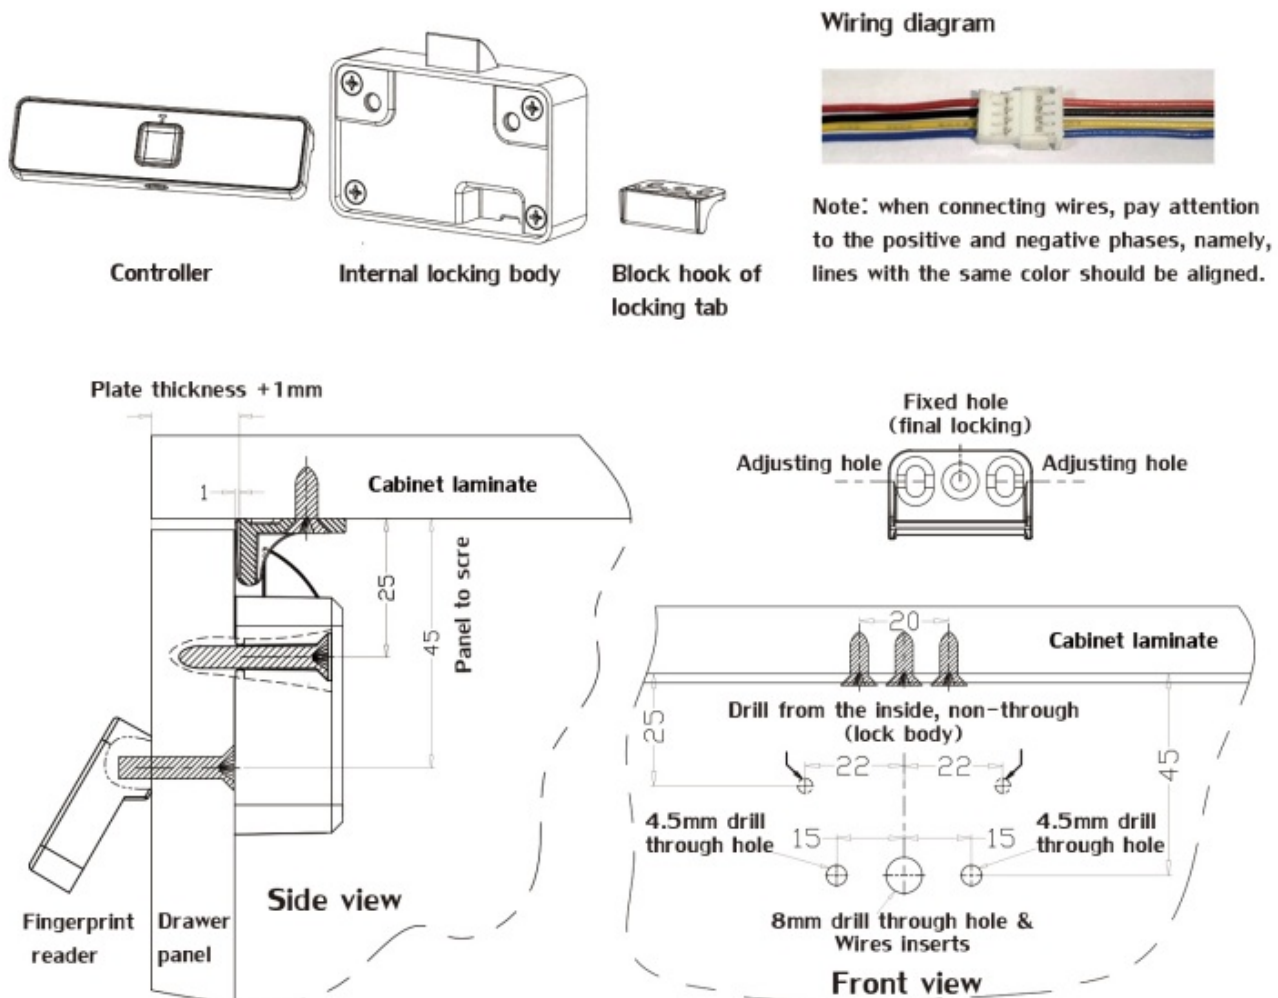 Wiring diagram
Note: when connecting wires, pay attention
to the positive and negative phases, namely,
lines with the same color should be aligned.
Controller
Internal locking body
Block hook of
locking tab
Plate thickness +1mm
1
Cabinet laminate
25
45
Panel to scre
Fingerprint
reader
Drawer
panel
Side view
Fixed hole
(final locking)
Adjusting hole
Adjusting hole
20
Cabinet laminate
Drill from the inside, non-through
(lock body)
25
22
22
45
4.5mm drill
through hole
15
15
4.5mm drill
through hole
8mm drill through hole &
Wires inserts
Front view